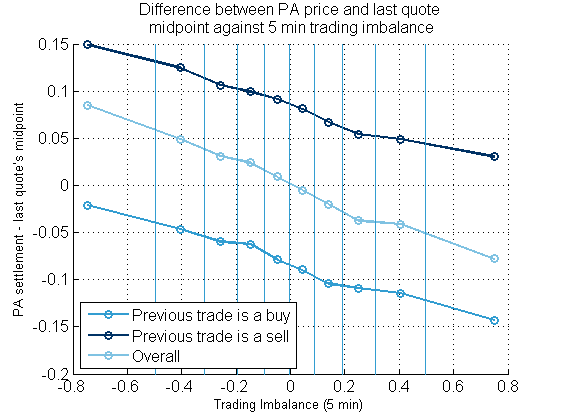 Difference between PA price and last quote
midpoint against 5 min trading imbalance
0.15
0.1
0.05
0
-0.05
-0.1
-0.15
-0.2
PA settlement - last quote's midpoint
Previous trade is a buy
Previous trade is a sell
Overall
-0.8 -0.6 -0.4 -0.2 0 0.2 0.4 0.6 0.8
Trading Imbalance (5 min)